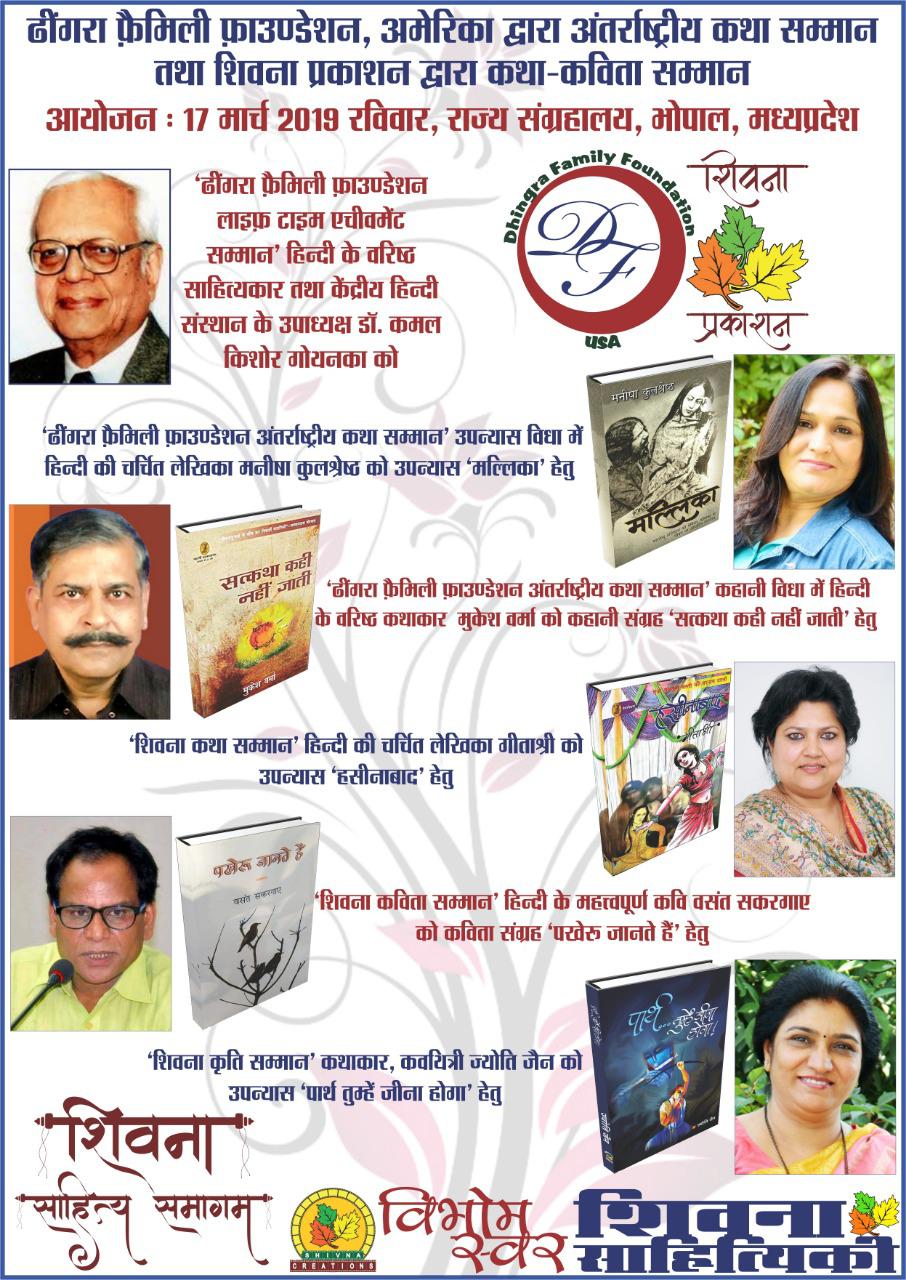 ढींगरा फ़ैमिली फ़ाउण्डेशन, अमेरिका द्वारा अंतर्राष्ट्रीय कथा सम्मान
तथा शिवना प्रकाशन द्वारा कथा-कविता सम्मान
आयोजन : 17 मार्च 2019 रविवार, राज्य संग्रहालय, भोपाल, मध्यप्रदेश
‘ढींगरा फ़ैमिली फ़ाउण्डेशन
लाइफ़ टाइम एचीवमेंट
सम्मान’ हिन्दी के वरिष्ठ
साहित्यकार तथा केंद्रीय हिन्दी
संस्थान के उपाध्यक्ष डॉ. कमल
किशोर गोयनका को
Dhingra Family Foundation
DF
USA
शिवना
प्रकाशन
‘ढींगरा फ़ैमिली फ़ाउण्डेशन अंतर्राष्ट्रीय कथा सम्मान’ उपन्यास विधा में
हिन्दी की चर्चित लेखिका मनीषा कुलश्रेष्ठ को उपन्यास ‘मल्लिका’ हेतु
मनीषा कुलश्रेष्ठ
मल्लिका
सत्कथा कही
नहीं जाती
मुकेश वर्मा
‘ढींगरा फ़ैमिली फ़ाउण्डेशन अंतर्राष्ट्रीय कथा सम्मान’ कहानी विधा में हिन्दी
के वरिष्ठ कथाकार मुकेश वर्मा को कहानी संग्रह ‘सत्कथा कही नहीं जाती’ हेतु
‘शिवना कथा सम्मान’ हिन्दी की चर्चित लेखिका गीताश्री को
उपन्यास ‘हसीनाबाद’ हेतु
हसीनाबाद
गीताश्री
पखेरू जानते हैं
वसंत सकरगाए
‘शिवना कविता सम्मान’ हिन्दी के महत्त्वपूर्ण कवि वसंत सकरगाए
को कविता संग्रह ‘पखेरू जानते हैं’ हेतु
‘शिवना कृति सम्मान’ कथाकार, कवयित्री ज्योति जैन को
उपन्यास ‘पार्थ तुम्हें जीना होगा’ हेतु
पार्थ... तुम्हें जीना
होगा!
ज्योति जैन
शिवना
साहित्य समागम
SHIVNA
CREATIONS
विभोम
स्वर
शिवना
साहित्यिकी